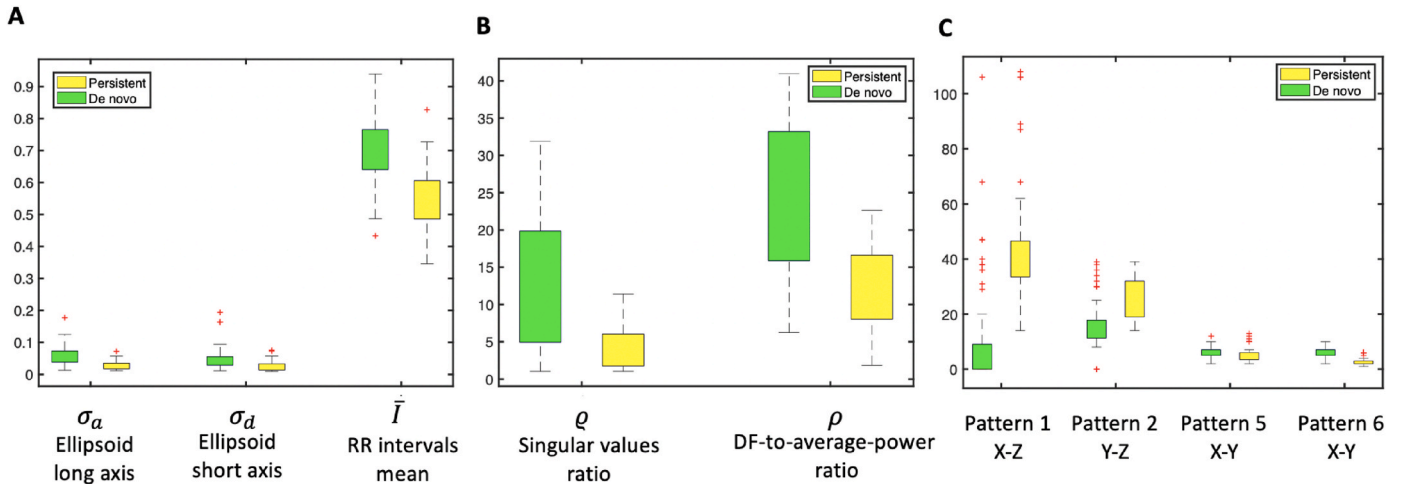 A
Persistent
De novo
0.9
0.8
0.7
0.6
0.5
0.4
0.3
0.2
0.1
0
σₐ
Ellipsoid
long axis
σ_d
Ellipsoid
short axis
Ī
RR intervals
mean
B
Persistent
De novo
40
35
30
25
20
15
10
5
0
ϱ
Singular values
ratio
ρ
DF-to-average-power
ratio
C
Persistent
De novo
100
80
60
40
20
0
Pattern 1
X-Z
Pattern 2
Y-Z
Pattern 5
X-Y
Pattern 6
X-Y